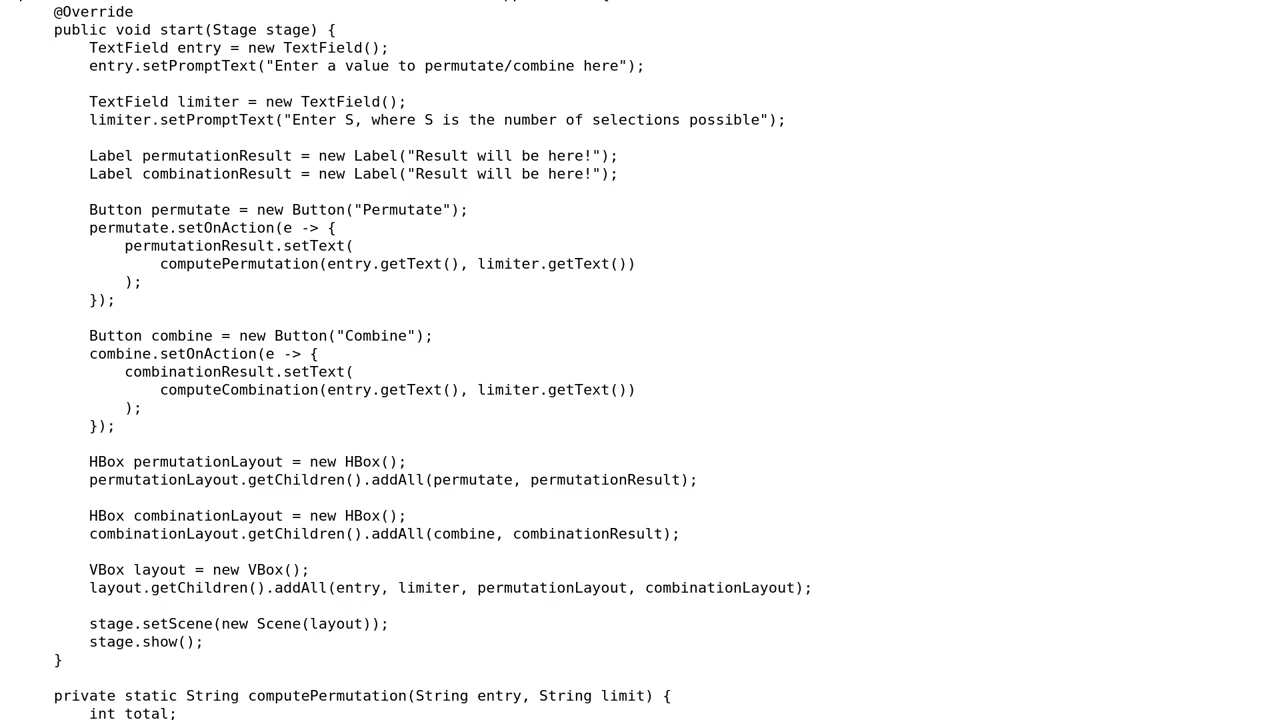 @Override
public void start(Stage stage) {
TextField entry = new TextField();
entry.setPromptText("Enter a value to permutate/combine here");
TextField limiter = new TextField();
limiter.setPromptText("Enter S, where S is the number of selections possible");
Label permutationResult = new Label("Result will be here!");
Label combinationResult = new Label("Result will be here!");
Button permutate = new Button("Permutate");
permutate.setOnAction(e -> {
permutationResult.setText(
computePermutation(entry.getText(), limiter.getText())
);
});
Button combine = new Button("Combine");
combine.setOnAction(e -> {
combinationResult.setText(
computeCombination(entry.getText(), limiter.getText())
);
});
HBox permutationLayout = new HBox();
permutationLayout.getChildren().addAll(permutate, permutationResult);
HBox combinationLayout = new HBox();
combinationLayout.getChildren().addAll(combine, combinationResult);
VBox layout = new VBox();
layout.getChildren().addAll(entry, limiter, permutationLayout, combinationLayout);
stage.setScene(new Scene(layout));
stage.show();
}
private static String computePermutation(String entry, String limit) {
int total;